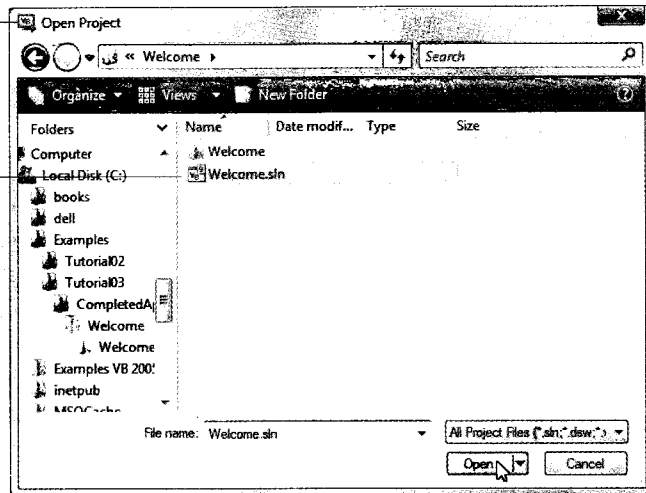 Open Project
« Welcome
Search
Organize Views New Folder
Folders
Name Date modif... Type Size
Computer
Local Disk (C:)
books
dell
Examples
Tutorial02
Tutorial03
CompletedA
Welcome
Welcome
Examples VB 200
inetpub
MSOCache
Welcome
Welcome.sln
File name: Welcome.sln
All Project Files (*.sln;*.dsw;*.
Open Cancel